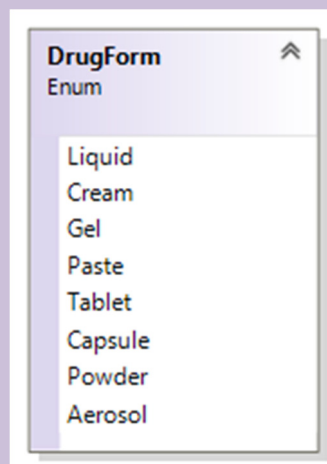 DrugForm
Enum
Liquid
Cream
Gel
Paste
Tablet
Capsule
Powder
Aerosol